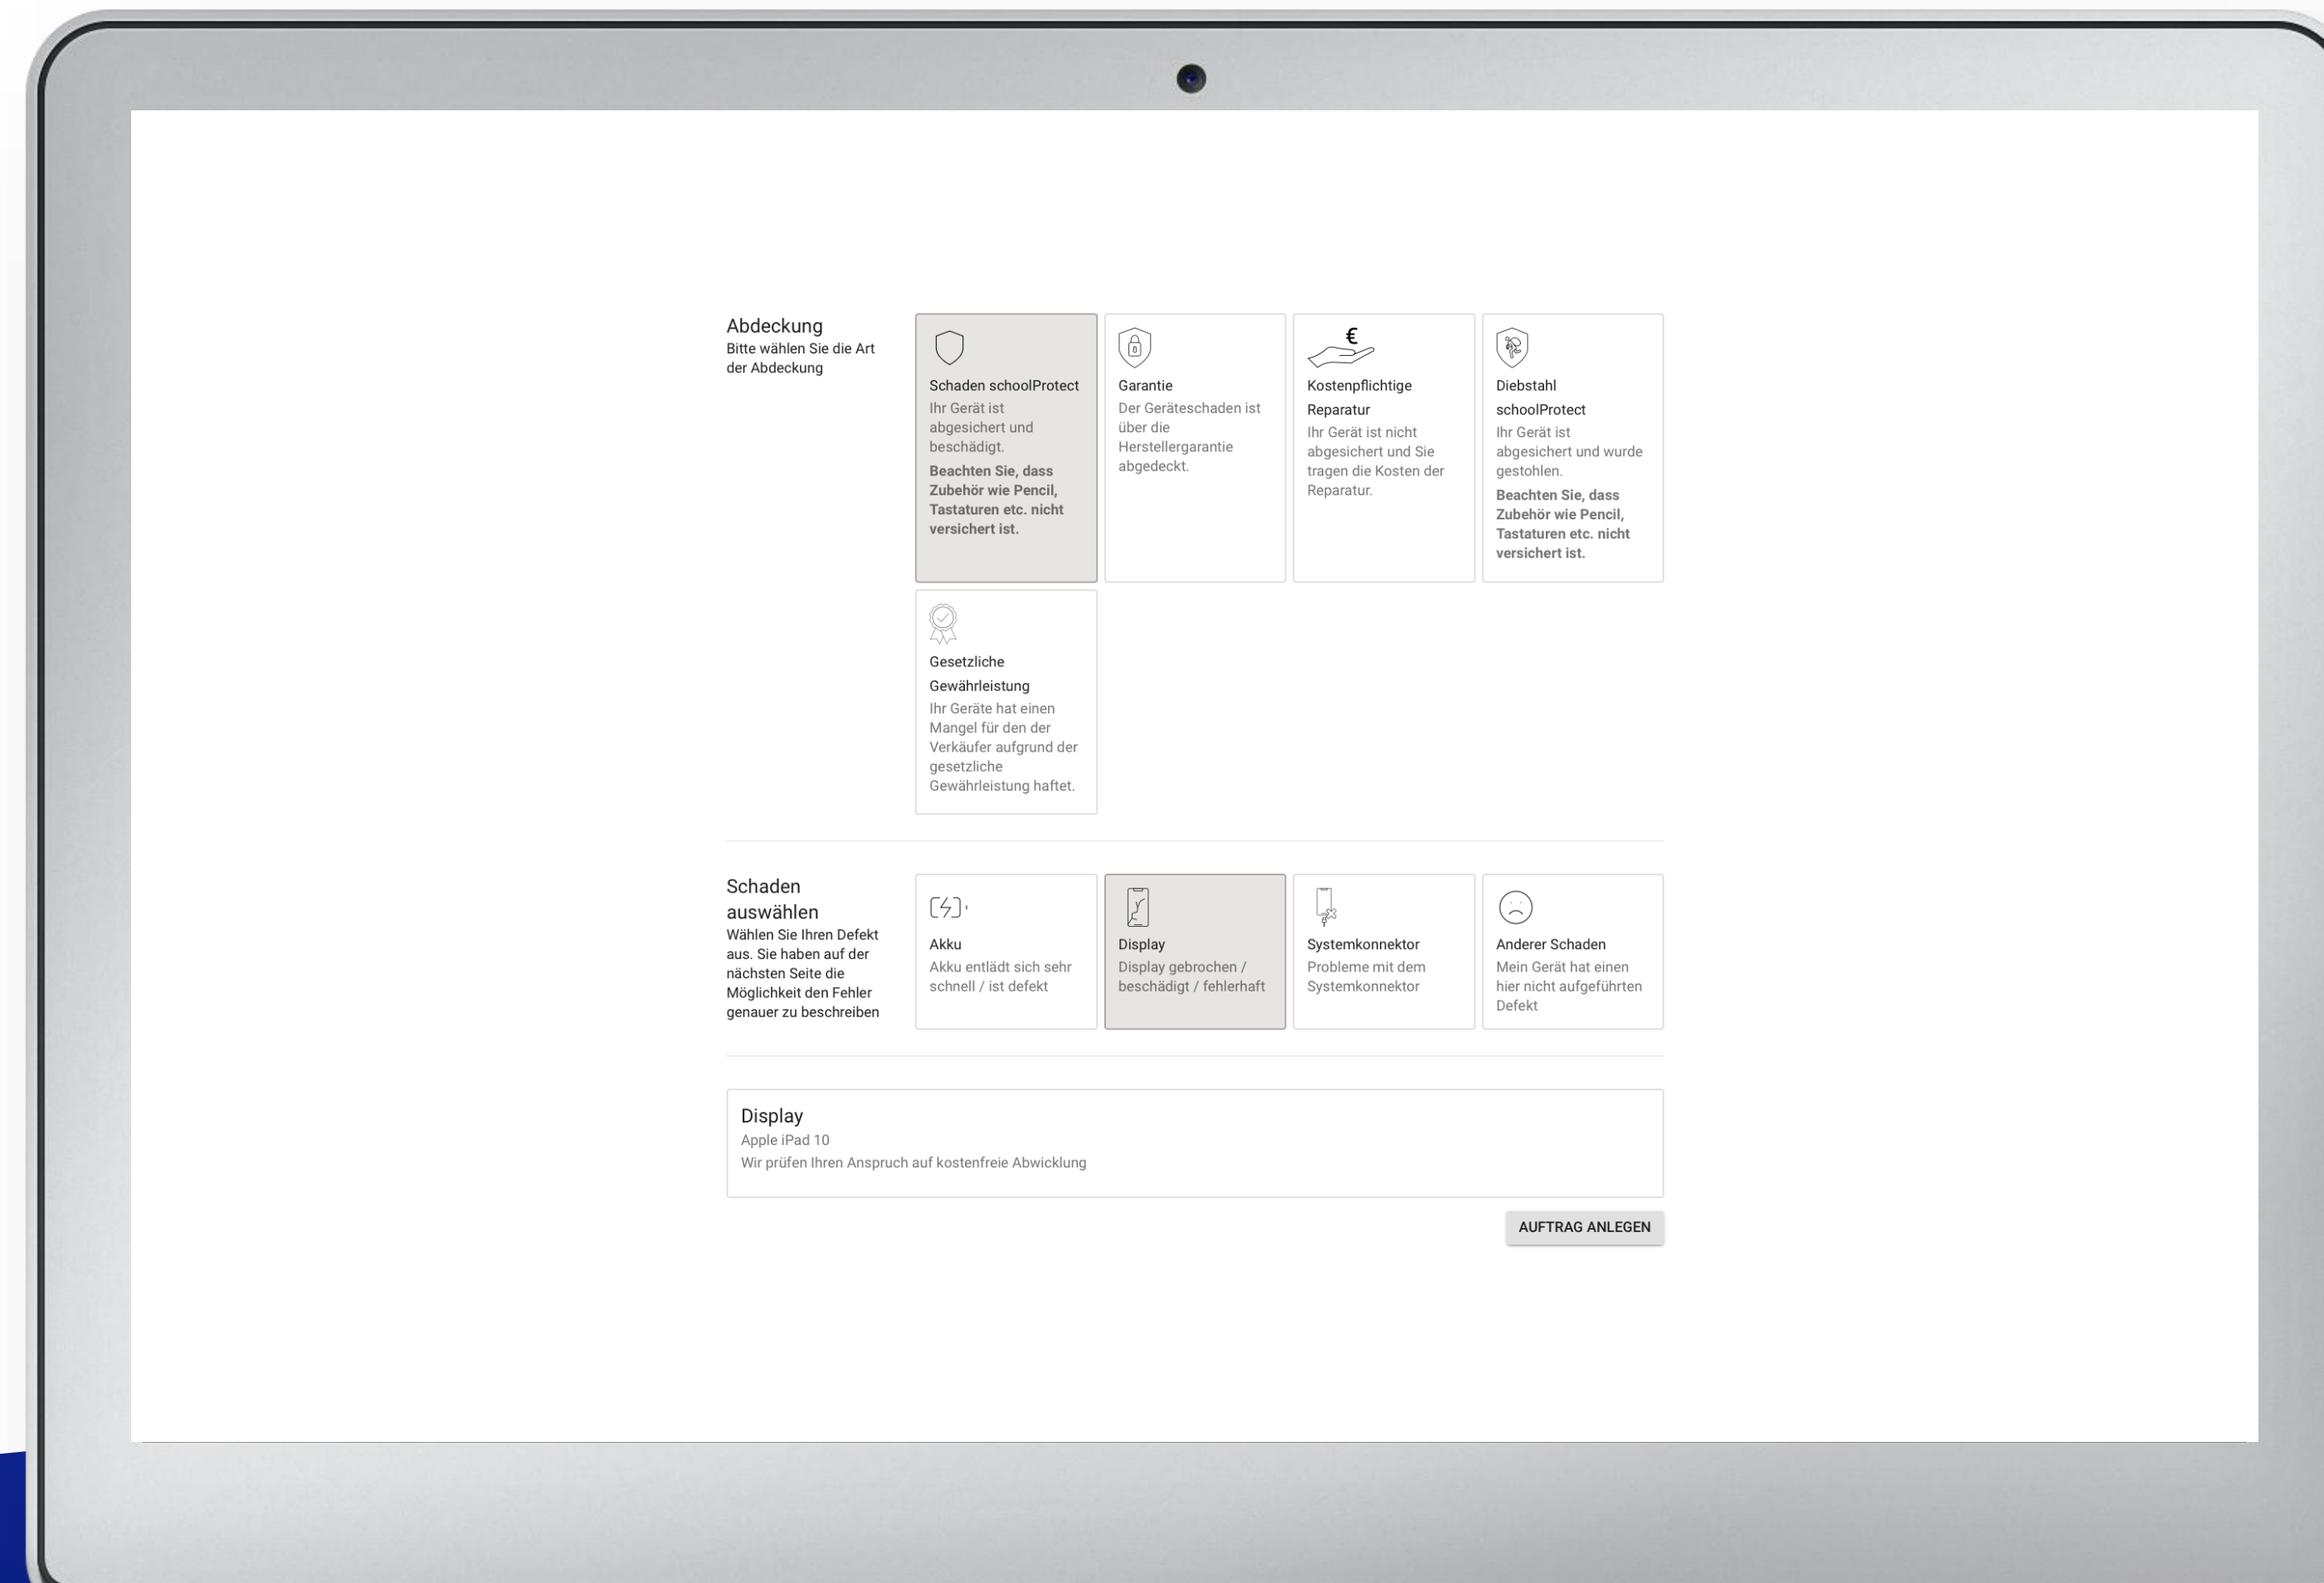 Abdeckung
Bitte wählen Sie die Art
der Abdeckung
€
Schaden schoolProtect
Ihr Gerät ist
abgesichert und
beschädigt.
Beachten Sie, dass
Zubehör wie Pencil,
Tastaturen etc. nicht
versichert ist.
Garantie
Der Geräteschaden ist
über die
Herstellergarantie
abgedeckt.
Kostenpflichtige
Reparatur
Ihr Gerät ist nicht
abgesichert und Sie
tragen die Kosten der
Reparatur.
Diebstahl
schoolProtect
Ihr Gerät ist
abgesichert und wurde
gestohlen.
Beachten Sie, dass
Zubehör wie Pencil,
Tastaturen etc. nicht
versichert ist.
Gesetzliche
Gewährleistung
Ihr Geräte hat einen
Mangel für den der
Verkäufer aufgrund der
gesetzliche
Gewährleistung haftet.
Schaden
auswählen
Wählen Sie Ihren Defekt
aus. Sie haben auf der
nächsten Seite die
Möglichkeit den Fehler
genauer zu beschreiben
Akku
Akku entlädt sich sehr
schnell / ist defekt
Display
Display gebrochen /
beschädigt / fehlerhaft
Systemkonnektor
Probleme mit dem
Systemkonnektor
Anderer Schaden
Mein Gerät hat einen
hier nicht aufgeführten
Defekt
Display
Apple iPad 10
Wir prüfen Ihren Anspruch auf kostenfreie Abwicklung
AUFTRAG ANLEGEN